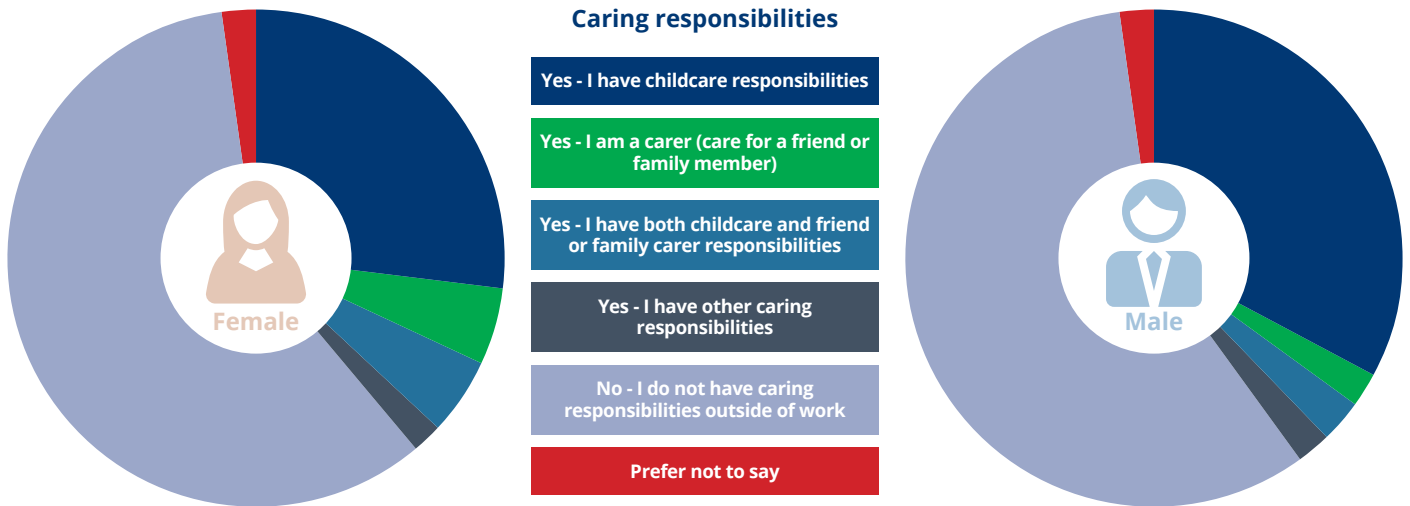 Caring responsibilities
Yes - I have childcare responsibilities
Yes - I am a carer (care for a friend or
family member)
Yes - I have both childcare and friend
or family carer responsibilities
Yes - I have other caring
responsibilities
No - I do not have caring
responsibilities outside of work
Prefer not to say
Female
Male